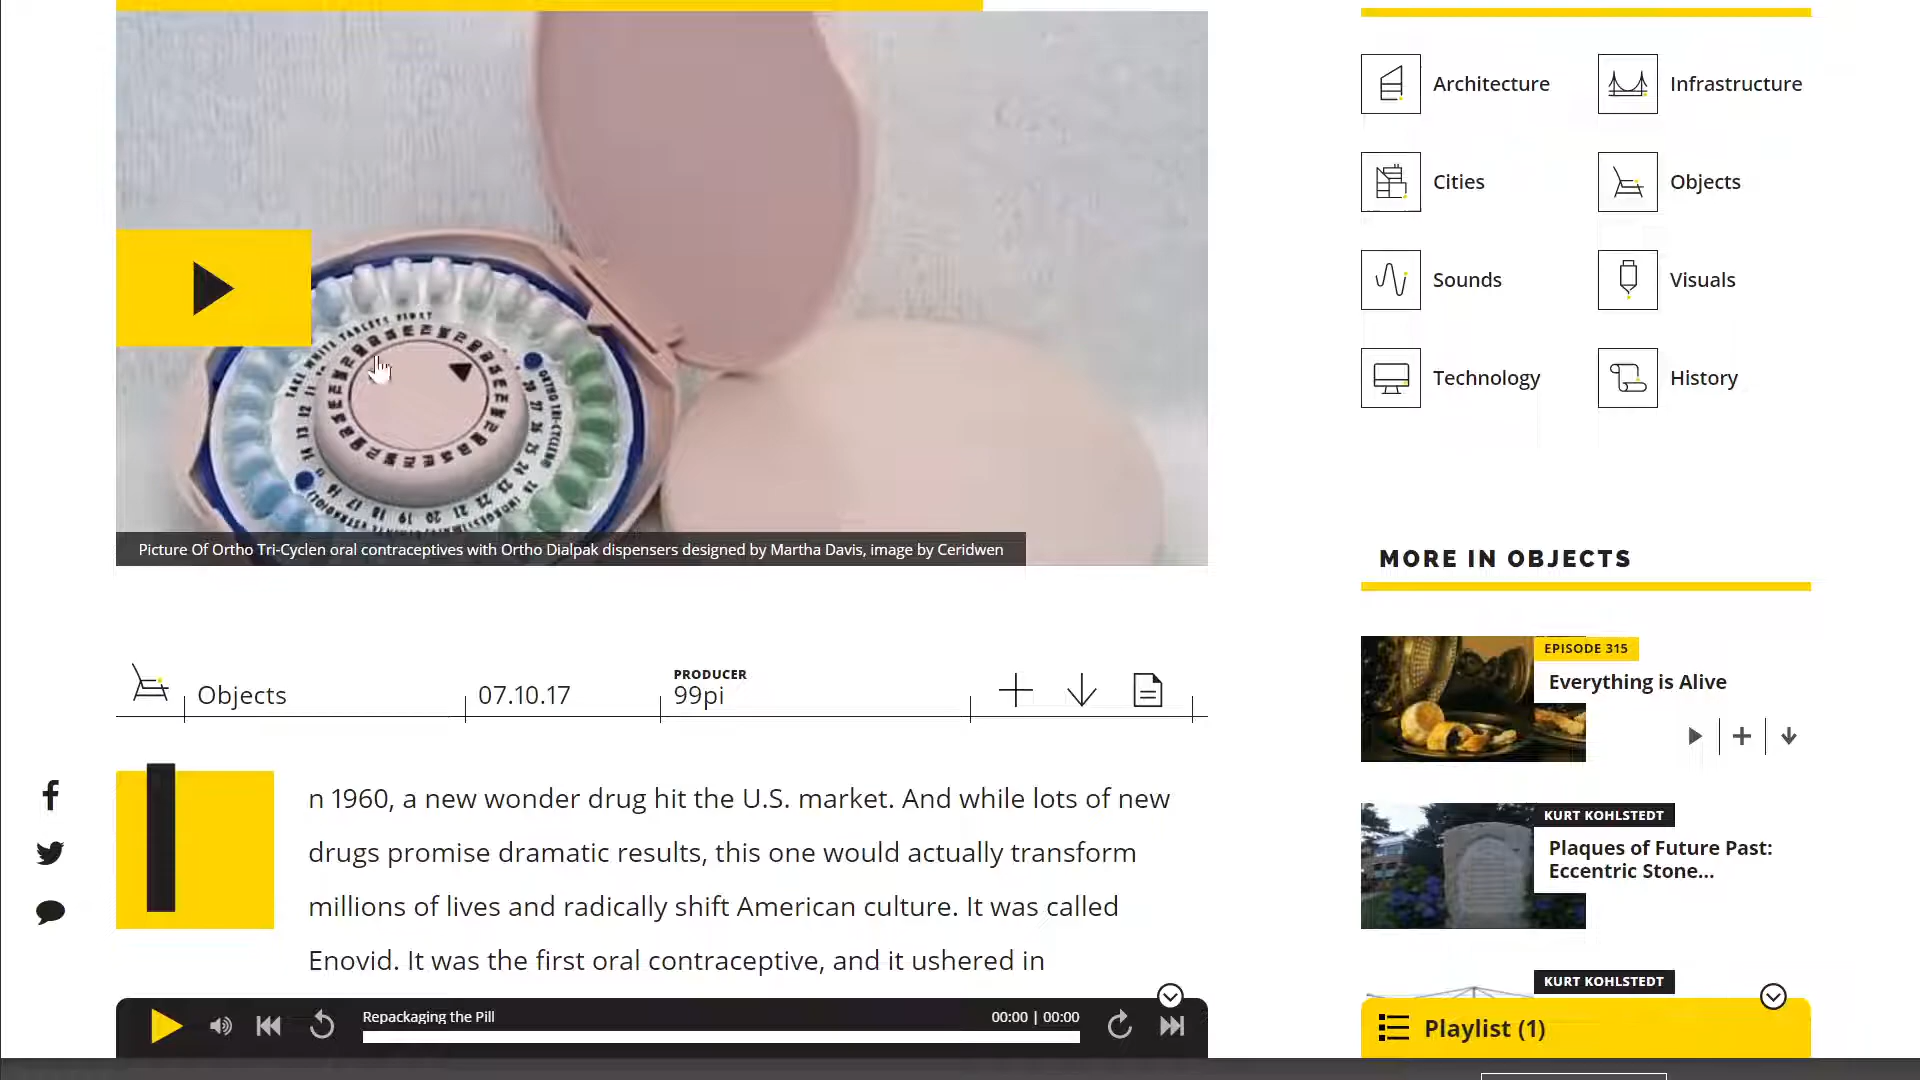 Architecture
Infrastructure
Cities
Objects
Sounds
Visuals
Technology
History
TAKE WHITE TABLETS FIRST
Picture Of Ortho Tri-Cyclen oral contraceptives with Ortho Dialpak dispensers designed by Martha Davis, image by Ceridwen
Objects
07.10.17
PRODUCER
99pi
In 1960, a new wonder drug hit the U.S. market. And while lots of new
drugs promise dramatic results, this one would actually transform
millions of lives and radically shift American culture. It was called
Enovid. It was the first oral contraceptive, and it ushered in
MORE IN OBJECTS
EPISODE 315
Everything is Alive
KURT KOHLSTEDT
Plaques of Future Past:
Eccentric Stone...
KURT KOHLSTEDT
Repackaging the Pill
00:00 | 00:00
Playlist (1)